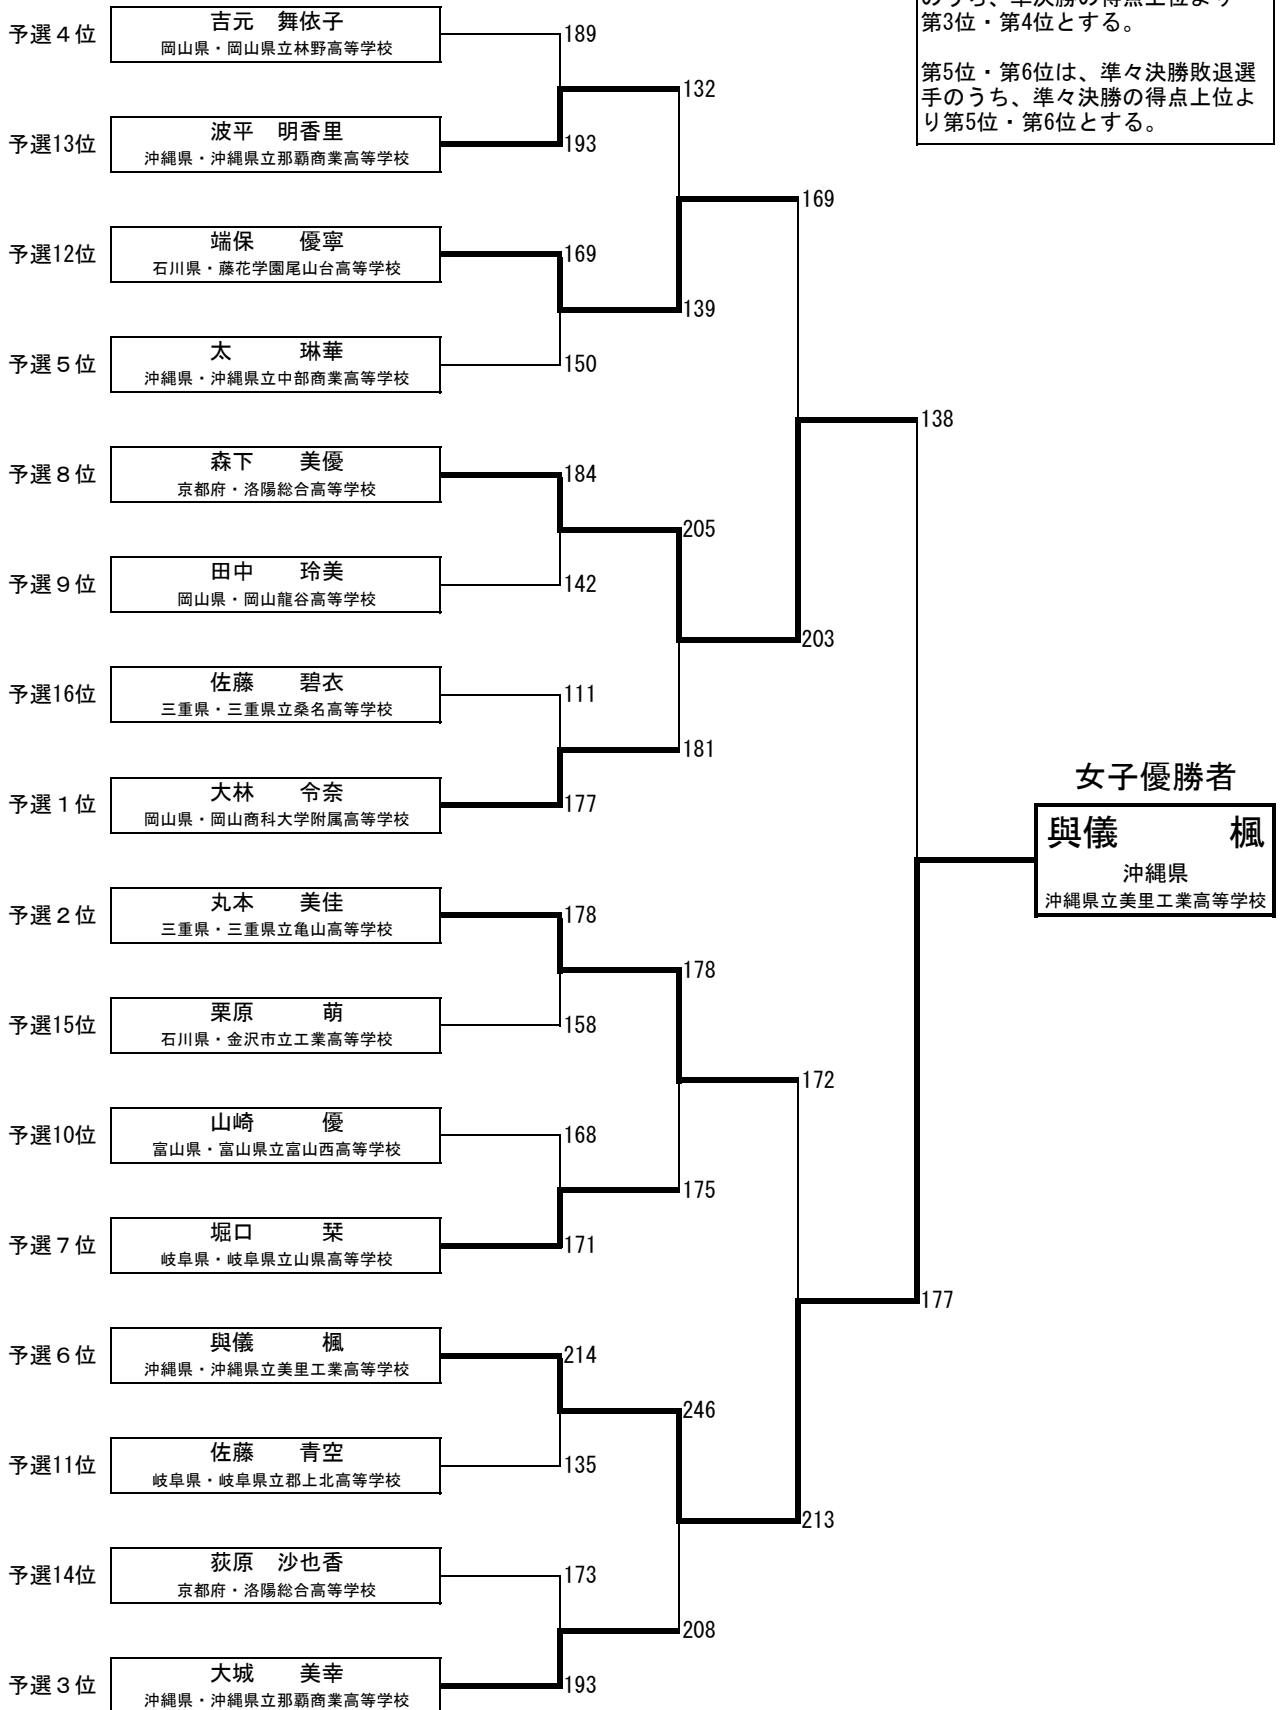 第3位・第4位とする。
第5位・第6位は、準々決勝敗退選
手のうち、準々決勝の得点上位よ
り第5位・第6位とする。
予選４位
吉元　舞依子
岡山県・岡山県立林野高等学校
189
132
予選13位
波平　明香里
沖縄県・沖縄県立那覇商業高等学校
193
169
予選12位
端保　　優寧
石川県・藤花学園尾山台高等学校
169
139
予選５位
太　　　琳華
沖縄県・沖縄県立中部商業高等学校
150
138
予選８位
森下　　美優
京都府・洛陽総合高等学校
184
205
予選９位
田中　　玲美
岡山県・岡山龍谷高等学校
142
203
予選16位
佐藤　　碧衣
三重県・三重県立桑名高等学校
111
181
予選１位
大林　　令奈
岡山県・岡山商科大学附属高等学校
177
女子優勝者
與儀　　　楓
沖縄県
沖縄県立美里工業高等学校
予選２位
丸本　　美佳
三重県・三重県立亀山高等学校
178
178
予選15位
栗原　　　萌
石川県・金沢市立工業高等学校
158
172
予選10位
山崎　　　優
富山県・富山県立富山西高等学校
168
175
予選７位
堀口　　　栞
岐阜県・岐阜県立山県高等学校
171
177
予選６位
與儀　　　楓
沖縄県・沖縄県立美里工業高等学校
214
246
予選11位
佐藤　　青空
岐阜県・岐阜県立郡上北高等学校
135
213
予選14位
荻原　沙也香
京都府・洛陽総合高等学校
173
208
予選３位
大城　　美幸
沖縄県・沖縄県立那覇商業高等学校
193